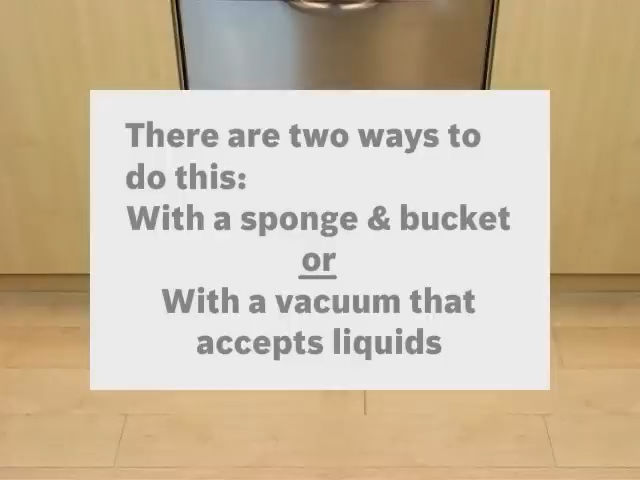 There are two ways to
do this:
With a sponge & bucket
or
With a vacuum that
accepts liquids